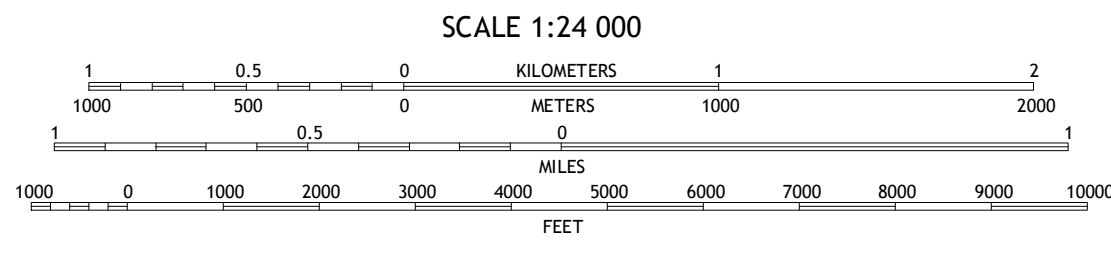 SCALE 1:24 000
1 0.5 0 KILOMETERS 1 2
1000 500 0 METERS 1000 2000
1 0.5 0 1
MILES
1000 0 1000 2000 3000 4000 5000 6000 7000 8000 9000 10000
FEET